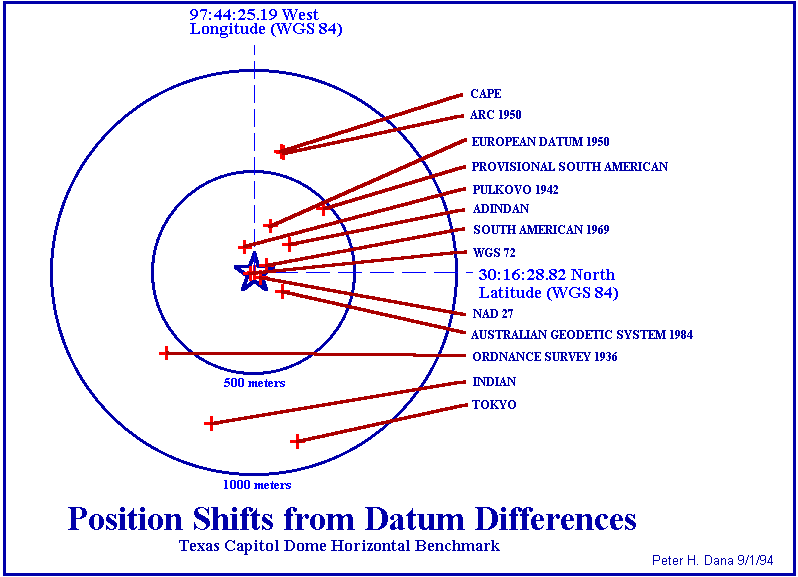 97:44:25.19 West
Longitude (WGS 84)
CAPE
ARC 1950
EUROPEAN DATUM 1950
PROVISIONAL SOUTH AMERICAN
PULKOVO 1942
ADINDAN
SOUTH AMERICAN 1969
WGS 72
30:16:28.82 North
Latitude (WGS 84)
NAD 27
AUSTRALIAN GEODETIC SYSTEM 1984
ORDNANCE SURVEY 1936
INDIAN
TOKYO
500 meters
1000 meters
Position Shifts from Datum Differences
Texas Capitol Dome Horizontal Benchmark
Peter H. Dana 9/1/94